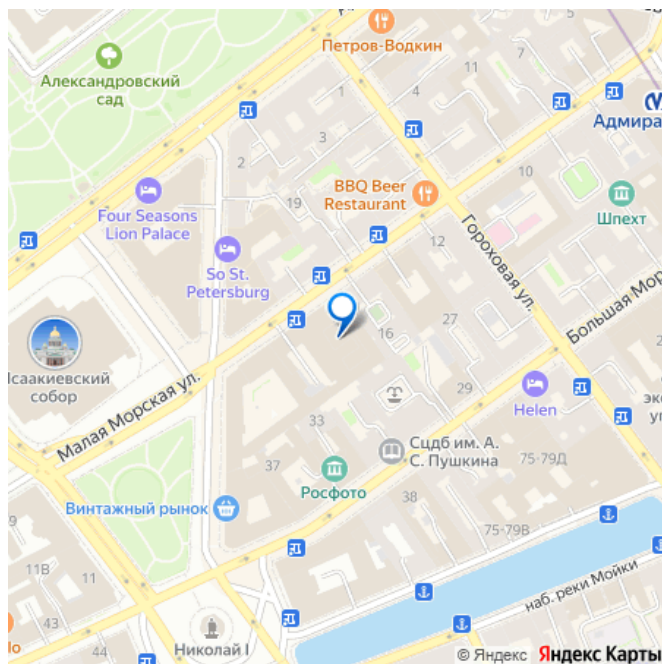 Петров-Водкин
Александровский
сад
1
11
7
5
3
4
Адмира
2
BBQ Beer
Restaurant
10
Four Seasons
Lion Palace
19
Шпехт
Гороховая ул.
12
So St.
Petersburg
Большая Мор
16
27
Исаакиевский
собор
Малая Морская ул.
29
Helen
33
Сцдб им. А.
С. Пушкина
37
75-79Д
Росфото
38
Винтажный рынок
75-79В
9
11В
11
наб. реки Мойки
43
44
Николай I
© Яндекс Яндекс Карты